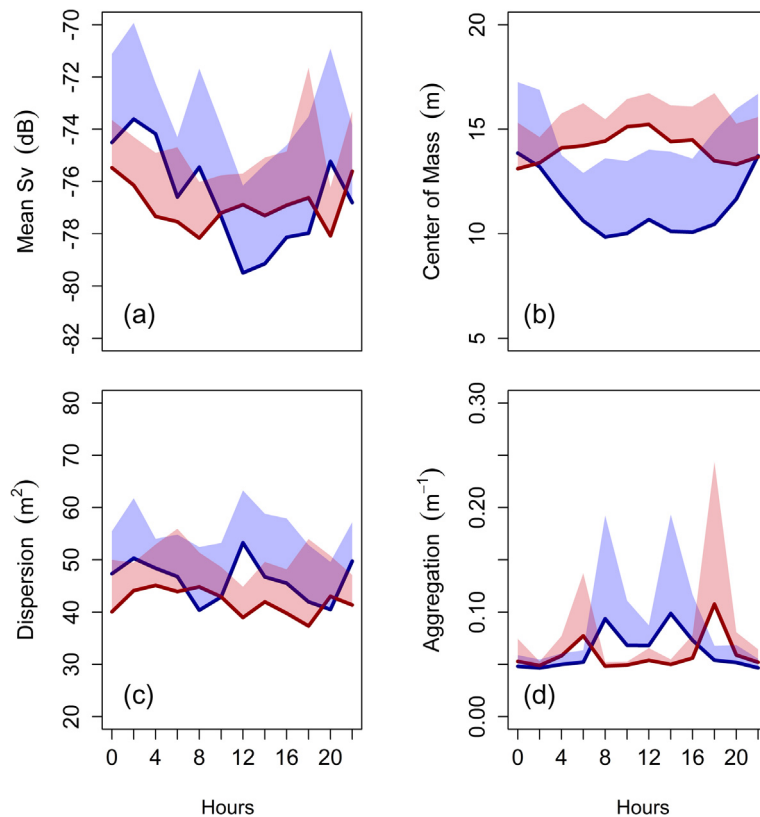 Mean Sv (dB)
-70
-72
-74
-76
-78
-80
-82
(a)
Center of Mass (m)
20
15
10
5
(b)
Dispersion (m²)
80
70
60
50
40
30
20
(c)
0 4 8 12 16 20
Hours
Aggregation (m⁻¹)
0.30
0.20
0.10
0.00
(d)
0 4 8 12 16 20
Hours